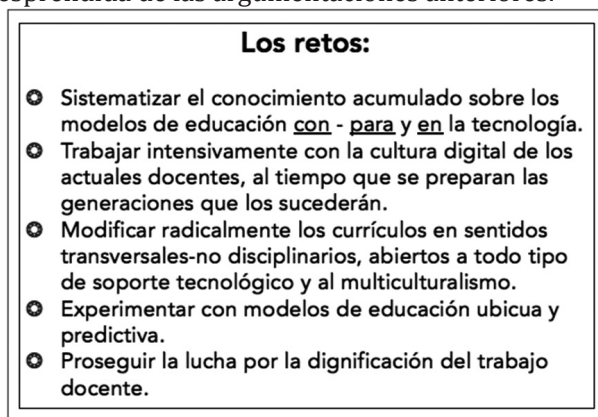 esprendida de las argumentaciones anteriores.
Los retos:
Sistematizar el conocimiento acumulado sobre los
modelos de educación con - para y en la tecnología.
Trabajar intensivamente con la cultura digital de los
actuales docentes, al tiempo que se preparan las
generaciones que los sucederán.
Modificar radicalmente los currículos en sentidos
transversales-no disciplinarios, abiertos a todo tipo
de soporte tecnológico y al multiculturalismo.
Experimentar con modelos de educación ubicua y
predictiva.
Proseguir la lucha por la dignificación del trabajo
docente.